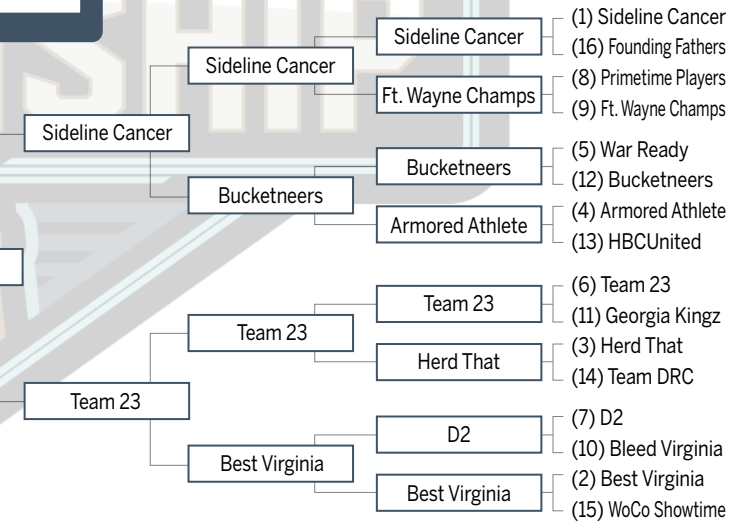 (1) Sideline Cancer
(16) Founding Fathers
(8) Primetime Players
(9) Ft. Wayne Champs
(5) War Ready
(12) Bucketneers
(4) Armored Athlete
(13) HBCUnited
(6) Team 23
(11) Georgia Kingz
(3) Herd That
(14) Team DRC
(7) D2
(10) Bleed Virginia
(2) Best Virginia
(15) WoCo Showtime
Sideline Cancer
Ft. Wayne Champs
Bucketneers
Armored Athlete
Team 23
Herd That
D2
Best Virginia
Sideline Cancer
Bucketneers
Team 23
Best Virginia
Sideline Cancer
Team 23
SHIP